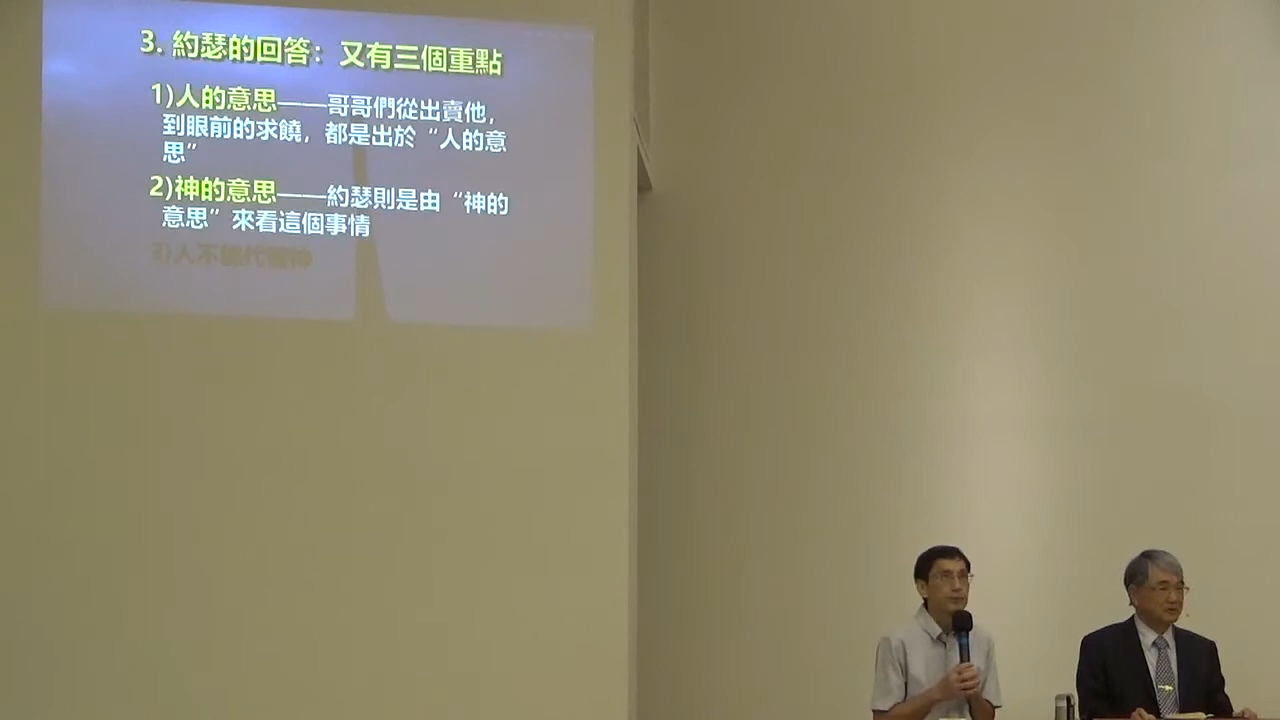 3. 約瑟的回答：又有三個重點
1)人的意思——哥哥們從出賣他，
到眼前的求饒，都是出於“人的意
思”
2)神的意思——約瑟則是由“神的
意思”來看這個事情